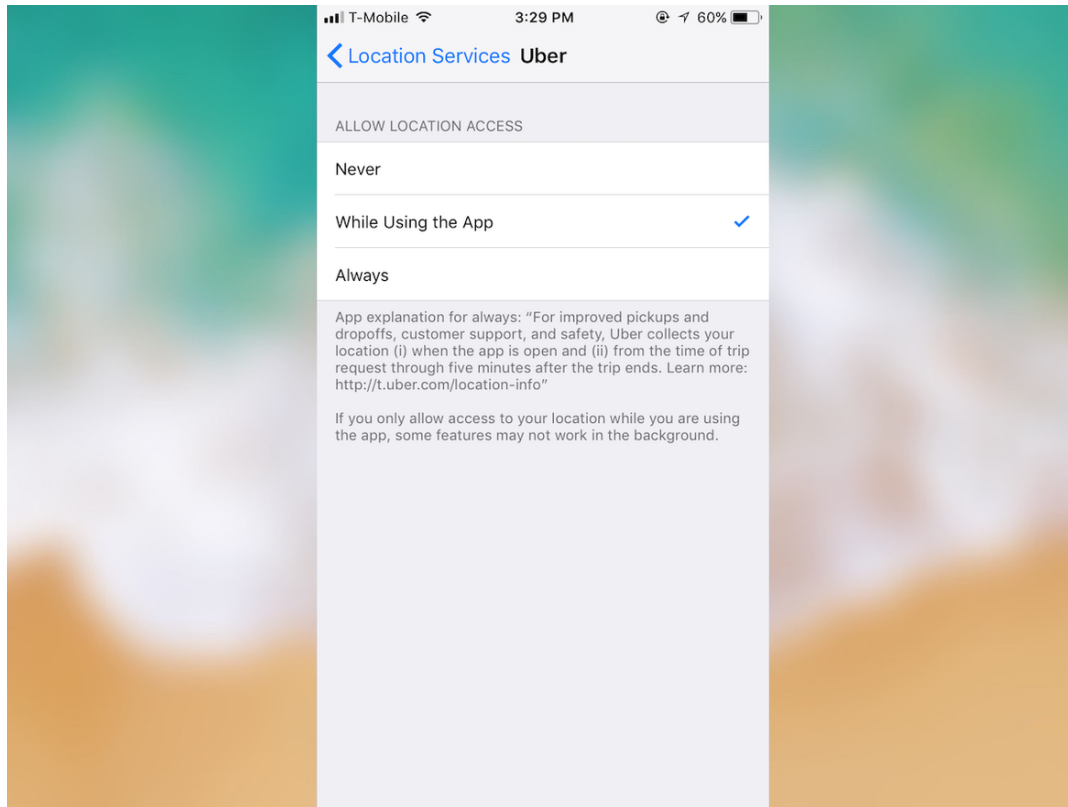 T-Mobile 3:29 PM 60%
Location Services Uber
ALLOW LOCATION ACCESS
Never
While Using the App
Always
App explanation for always: “For improved pickups and
dropoffs, customer support, and safety, Uber collects your
location (i) when the app is open and (ii) from the time of trip
request through five minutes after the trip ends. Learn more:
http://t.uber.com/location-info”
If you only allow access to your location while you are using
the app, some features may not work in the background.